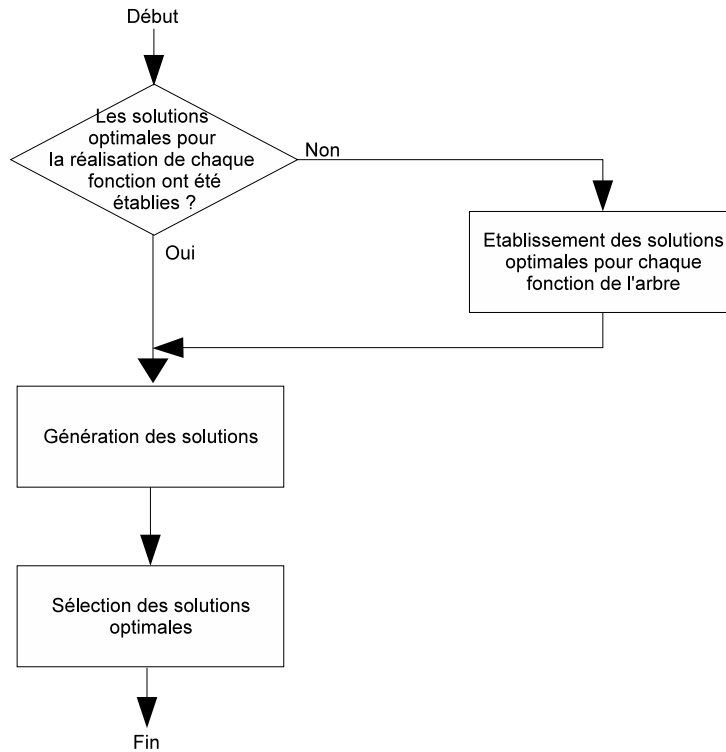 Début
Les solutions
optimales pour
la réalisation de chaque
fonction ont été
établies ?
Non
Oui
Etablissement des solutions
optimales pour chaque
fonction de l'arbre
Génération des solutions
Sélection des solutions
optimales
Fin